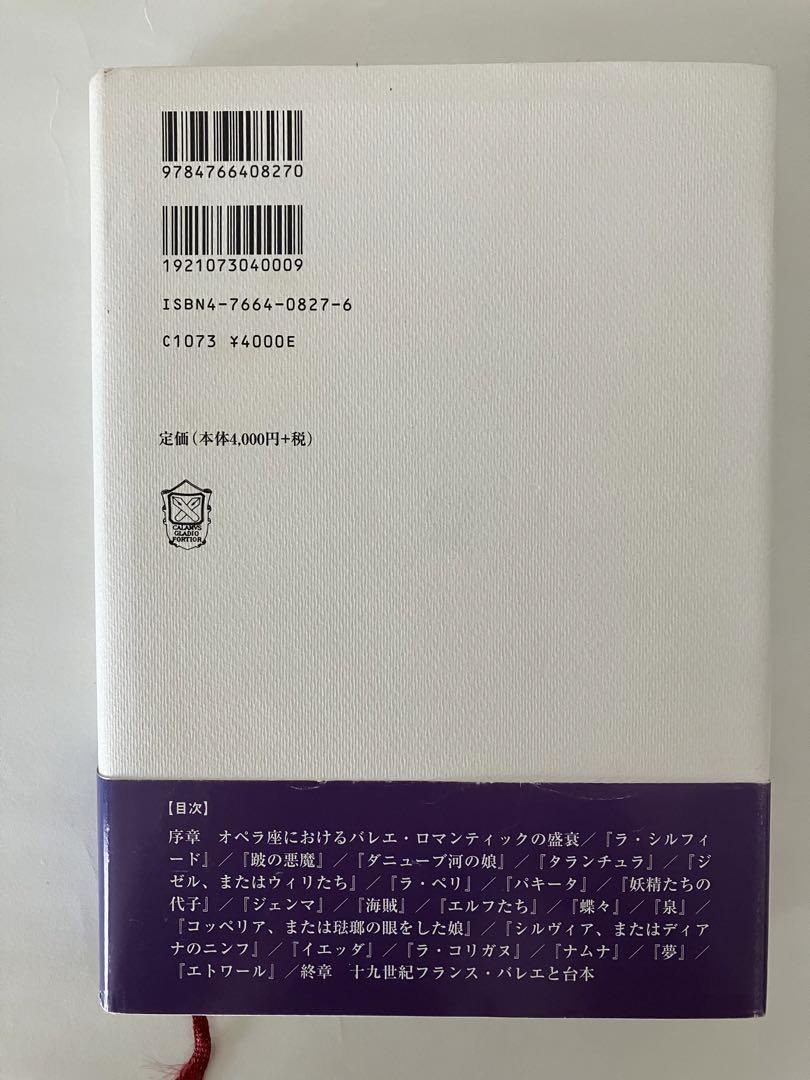 9784766408270
1921073040009
ISBN4-7664-0827-6
C1073 ¥4000E
定価(本体4,000円+税)
CALAMVS
GLADIO
FORTIOR
【目次】
序章　オペラ座におけるバレエ・ロマンティックの盛衰／『ラ・シルフィ
ード』／『跛の悪魔』／『ダニューブ河の娘』／『タランチュラ』／『ジ
ゼル、またはウィリたち』／『ラ・ペリ』／『パキータ』／『妖精たちの
代子』／『ジェンマ』／『海賊』／『エルフたち』／『蝶々』／『泉』／
『コッペリア、または琺瑯の眼をした娘』／『シルヴィア、またはディア
ナのニンフ』／『イエッダ』／『ラ・コリガヌ』／『ナムナ』／『夢』／
『エトワール』／終章　十九世紀フランス・バレエと台本